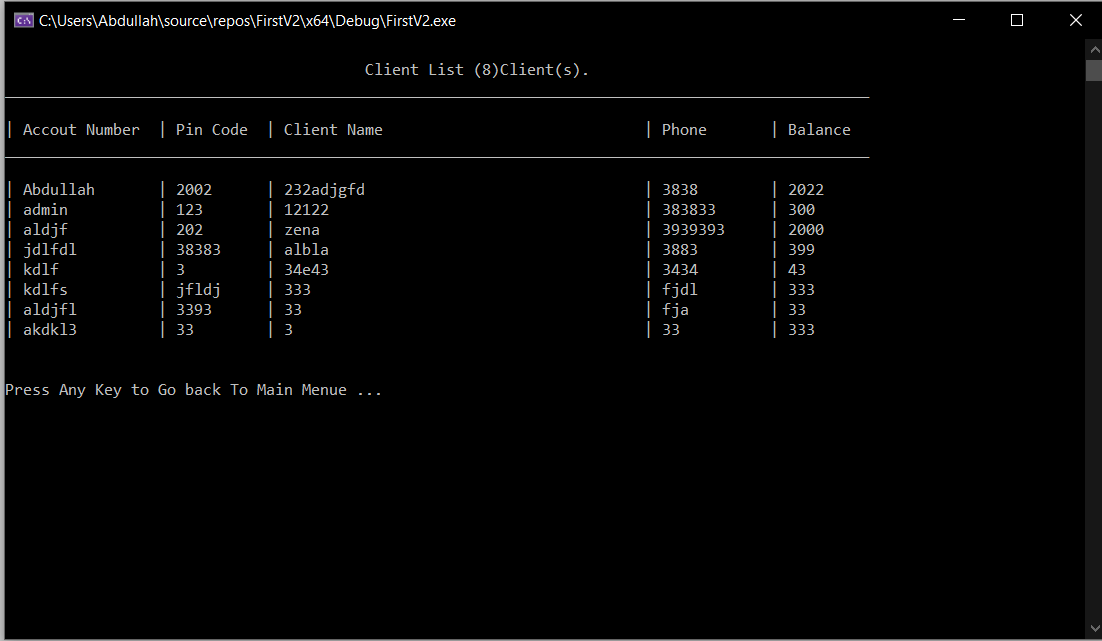 C:\Users\Abdullah\source\repos\FirstV2\x64\Debug\FirstV2.exe
Client List (8)Client(s).
| Accout Number | Pin Code | Client Name | Phone | Balance
| Abdullah | 2002 | 232adjgfd | 3838 | 2022
| admin | 123 | 12122 | 383833 | 300
| aldjf | 202 | zena | 3939393 | 2000
| jdlfdl | 38383 | albla | 3883 | 399
| kdlf | 3 | 34e43 | 3434 | 43
| kdlfs | jfldj | 333 | fjdl | 333
| aldjfl | 3393 | 33 | fja | 33
| akdkl3 | 33 | 3 | 33 | 333
Press Any Key to Go back To Main Menue ...